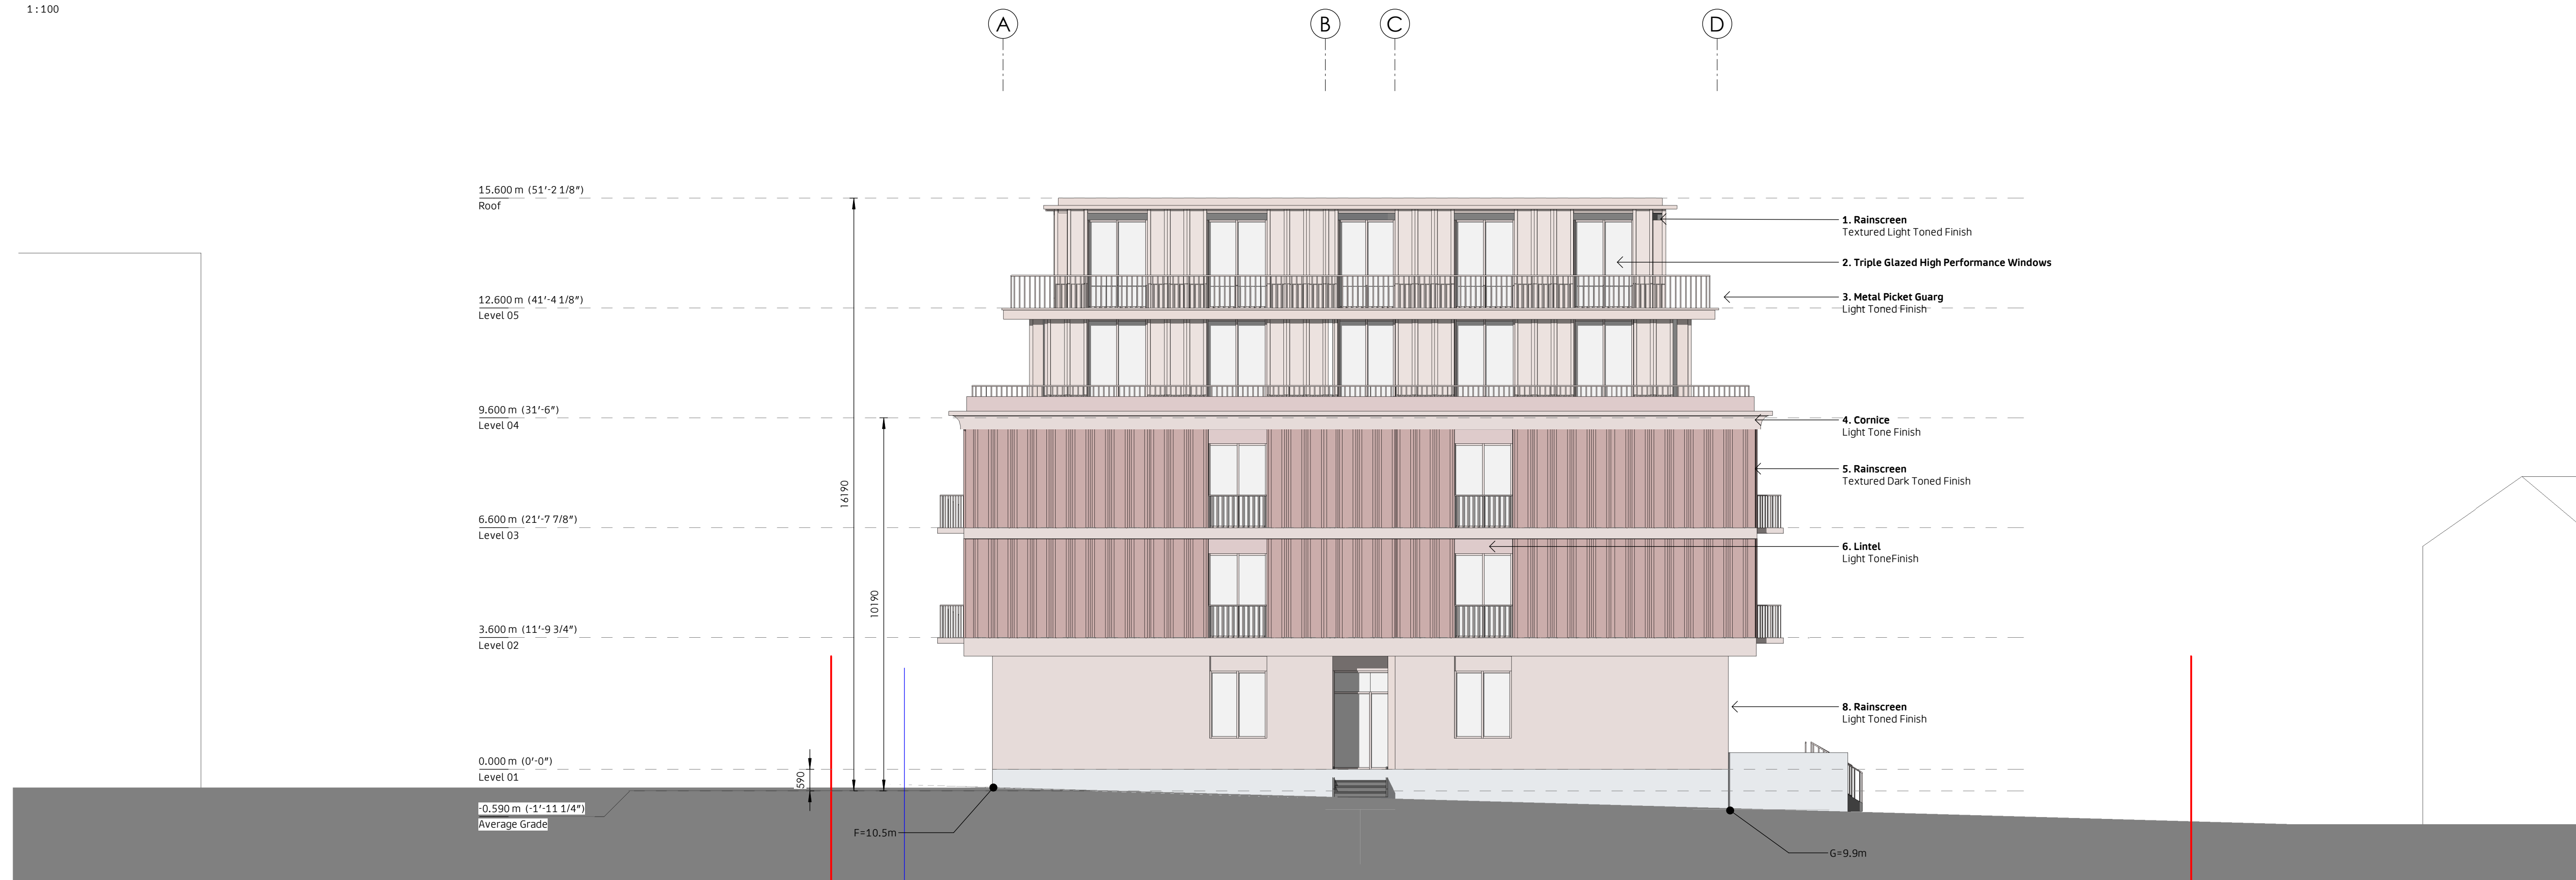 1 : 100
A B C D
15.600 m (51'-2 1/8")
Roof
1. Rainscreen
Textured Light Toned Finish
2. Triple Glazed High Performance Windows
12.600 m (41'-4 1/8")
Level 05
3. Metal Picket Guarg
Light Toned Finish
9.600 m (31'-6")
Level 04
4. Cornice
Light Tone Finish
5. Rainscreen
Textured Dark Toned Finish
16190
6.600 m (21'-7 7/8")
Level 03
6. Lintel
Light ToneFinish
10190
3.600 m (11'-9 3/4")
Level 02
8. Rainscreen
Light Toned Finish
0.000 m (0'-0")
Level 01
590
-0.590 m (-1'-11 1/4")
Average Grade
F=10.5m
G=9.9m